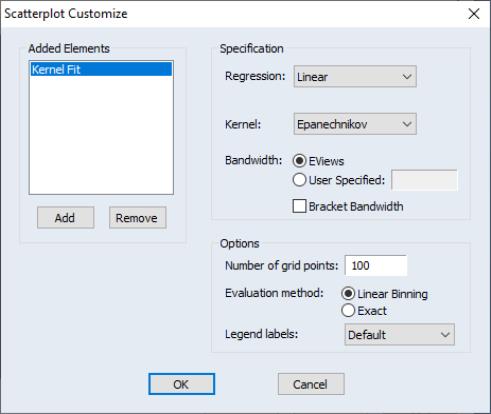 Scatterplot Customize
Added Elements
Kernel Fit
Add
Remove
Specification
Regression: Linear
Kernel: Epanechnikov
Bandwidth: EViews
User Specified:
Bracket Bandwidth
Options
Number of grid points: 100
Evaluation method: Linear Binning
Exact
Legend labels: Default
OK
Cancel